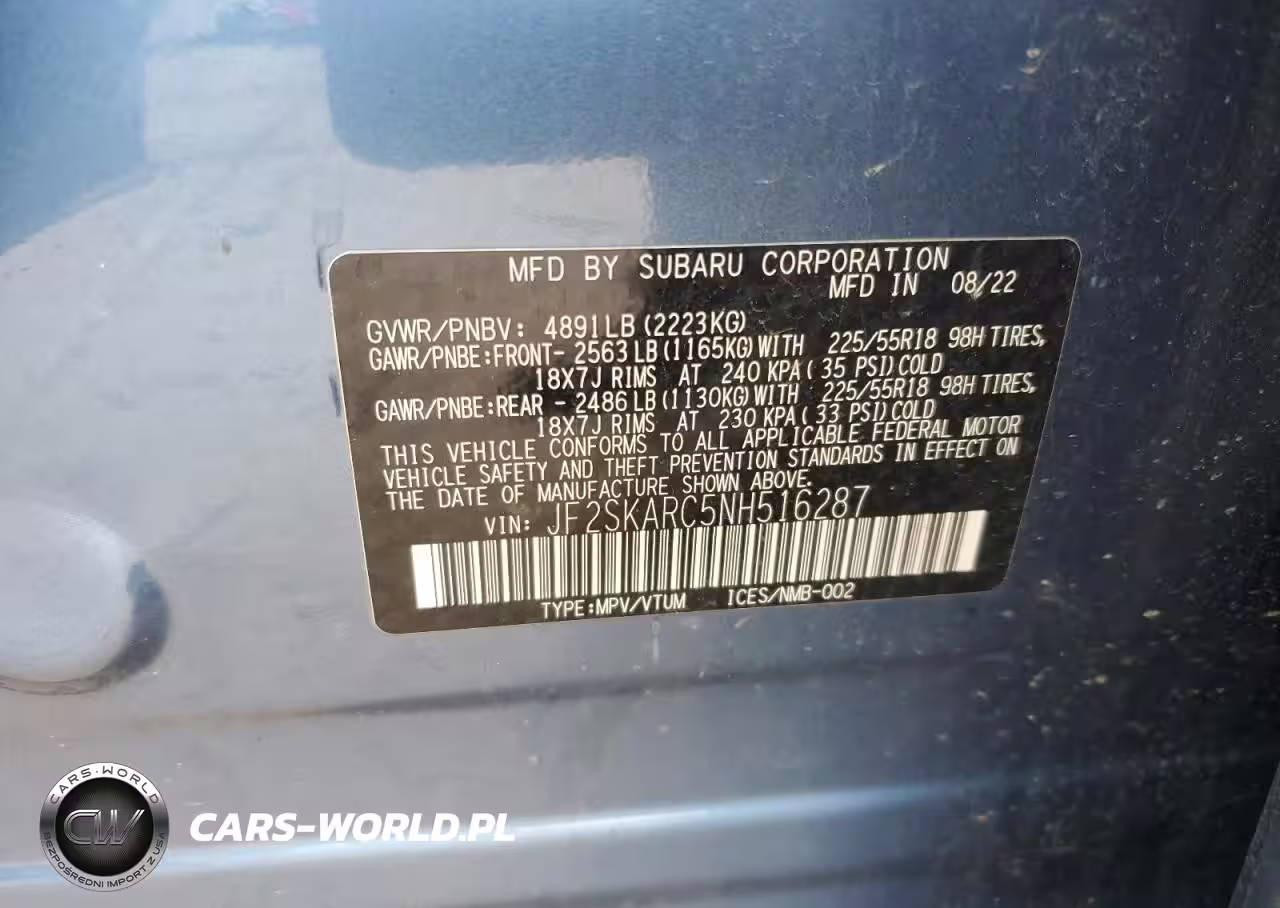 MFD BY SUBARU CORPORATION
MFD IN 08/22
GVWR/PNBV: 4891LB(2223KG)
GAWR/PNBE:FRONT- 2563LB(1165KG)WITH 225/55R18 98H TIRES,
18X7J RIMS AT 240 KPA( 35 PSI)COLD
GAWR/PNBE:REAR - 2486LB(1130KG)WITH 225/55R18 98H TIRES,
18X7J RIMS AT 230 KPA( 33 PSI)COLD
THIS VEHICLE CONFORMS TO ALL APPLICABLE FEDERAL MOTOR
VEHICLE SAFETY AND THEFT PREVENTION STANDARDS IN EFFECT ON
THE DATE OF MANUFACTURE SHOWN ABOVE.
VIN: JF2SKARC5NH516287
TYPE:MPV/VTUM ICES/NMB-002
CARS-WORLD
CW
BEZPOŚREDNI IMPORT Z USA
CARS-WORLD.PL